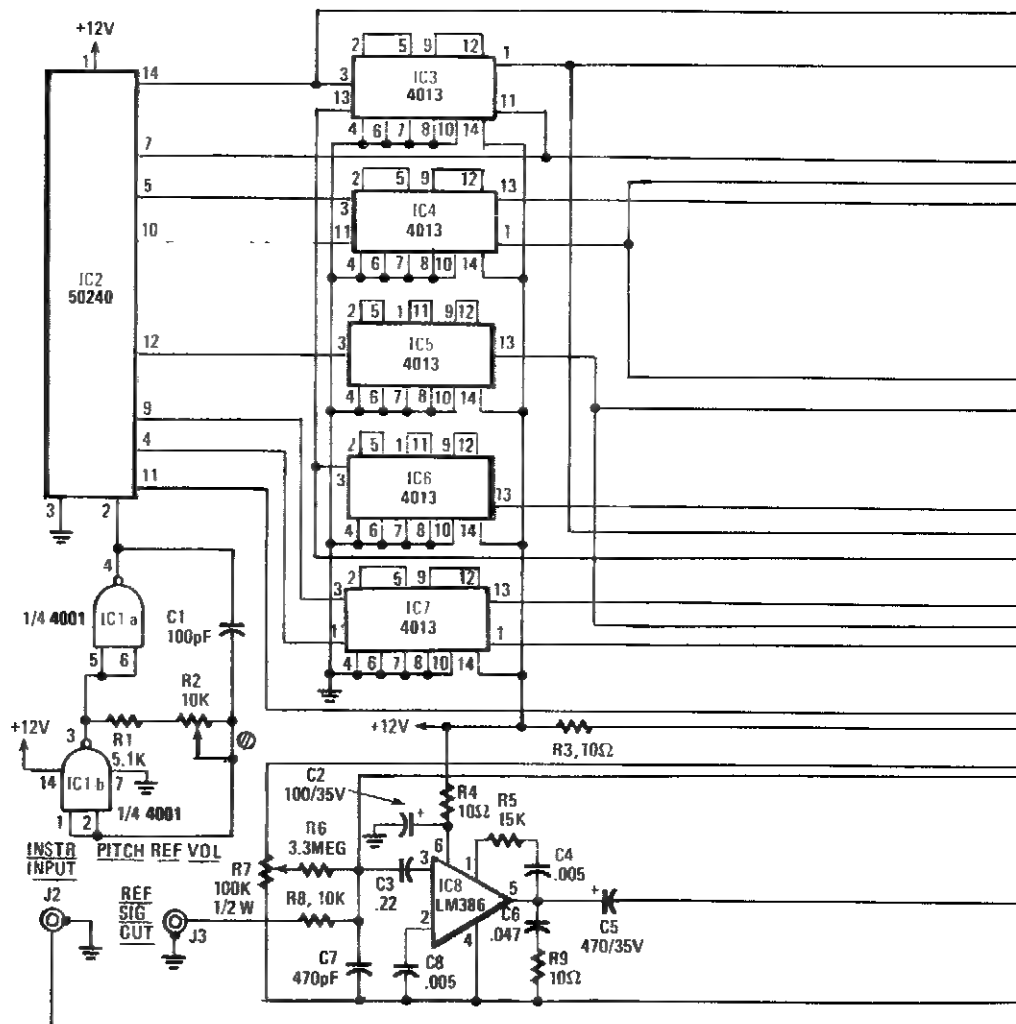 +12V
1
14
7
5
10
12
9
4
11
3
2
IC2
50240
2
5
9
12
3
13
IC3
4013
1
11
4
6
7
8
10
14
2
5
9
12
3
11
IC4
4013
13
1
4
6
7
8
10
14
2
5
1
11
9
12
3
IC5
4013
13
4
6
7
8
10
14
2
5
1
11
9
12
3
IC6
4013
13
4
6
7
8
10
14
2
5
9
12
3
11
IC7
4013
13
1
4
6
7
8
10
14
4
IC1a
1/4 4001
5
6
C1
100pF
R2
10K
+12V
3
R1
5.1K
14
IC1b
7
1/4 4001
1
2
+12V
R3, 10Ω
C2
100/35V
+
R4
10Ω
R5
15K
INSTR
INPUT
PITCH REF VOL
R7
100K
1/2 W
R6
3.3MEG
C3
.22
3
6
1
IC8
LM386
5
2
4
C4
.005
C6
.047
+
C5
470/35V
J2
REF
SIG
OUT
J3
R8, 10K
C7
470pF
C8
.005
R9
10Ω